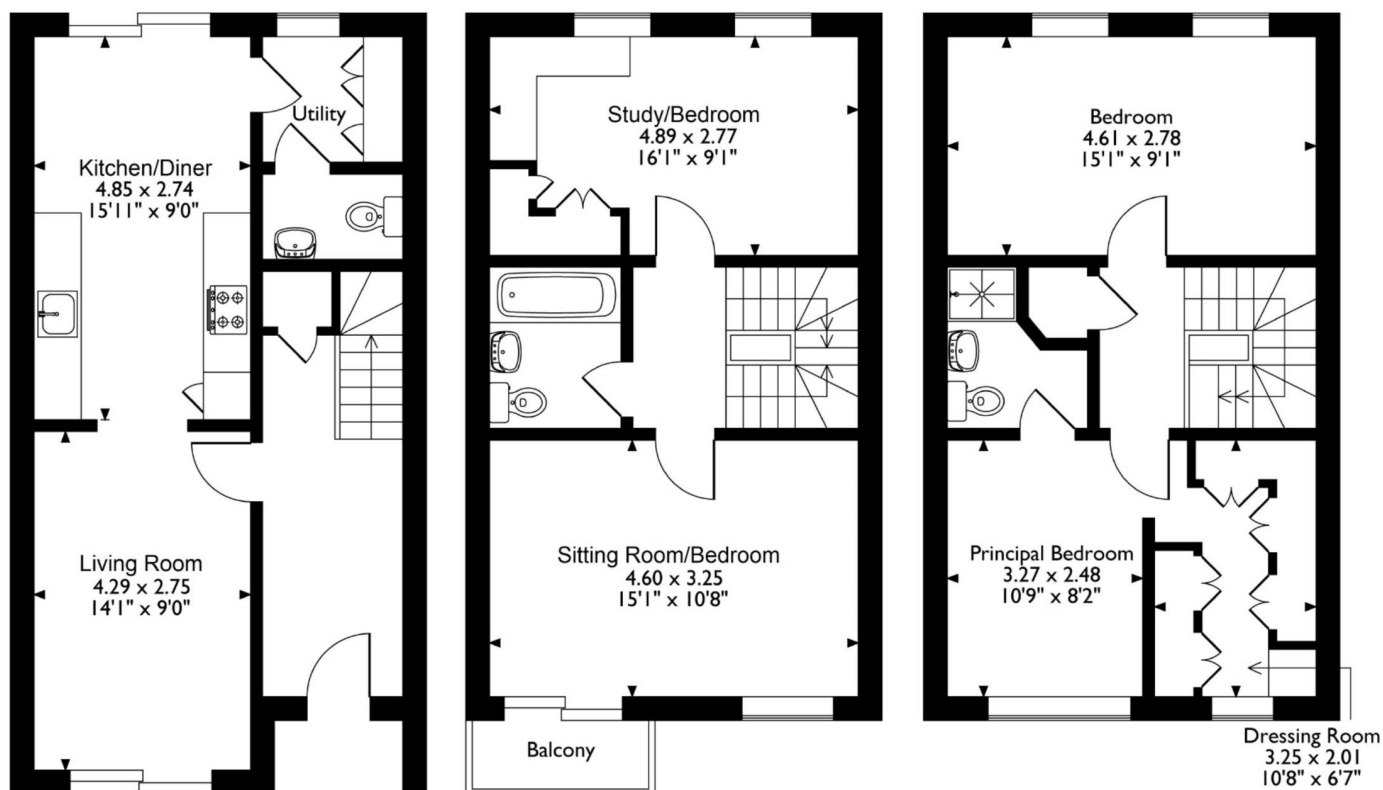 Utility
Kitchen/Diner
4.85 x 2.74
15'11" x 9'0"
Living Room
4.29 x 2.75
14'1" x 9'0"
Study/Bedroom
4.89 x 2.77
16'1" x 9'1"
Sitting Room/Bedroom
4.60 x 3.25
15'1" x 10'8"
Balcony
Bedroom
4.61 x 2.78
15'1" x 9'1"
Principal Bedroom
3.27 x 2.48
10'9" x 8'2"
Dressing Room
3.25 x 2.01
10'8" x 6'7"